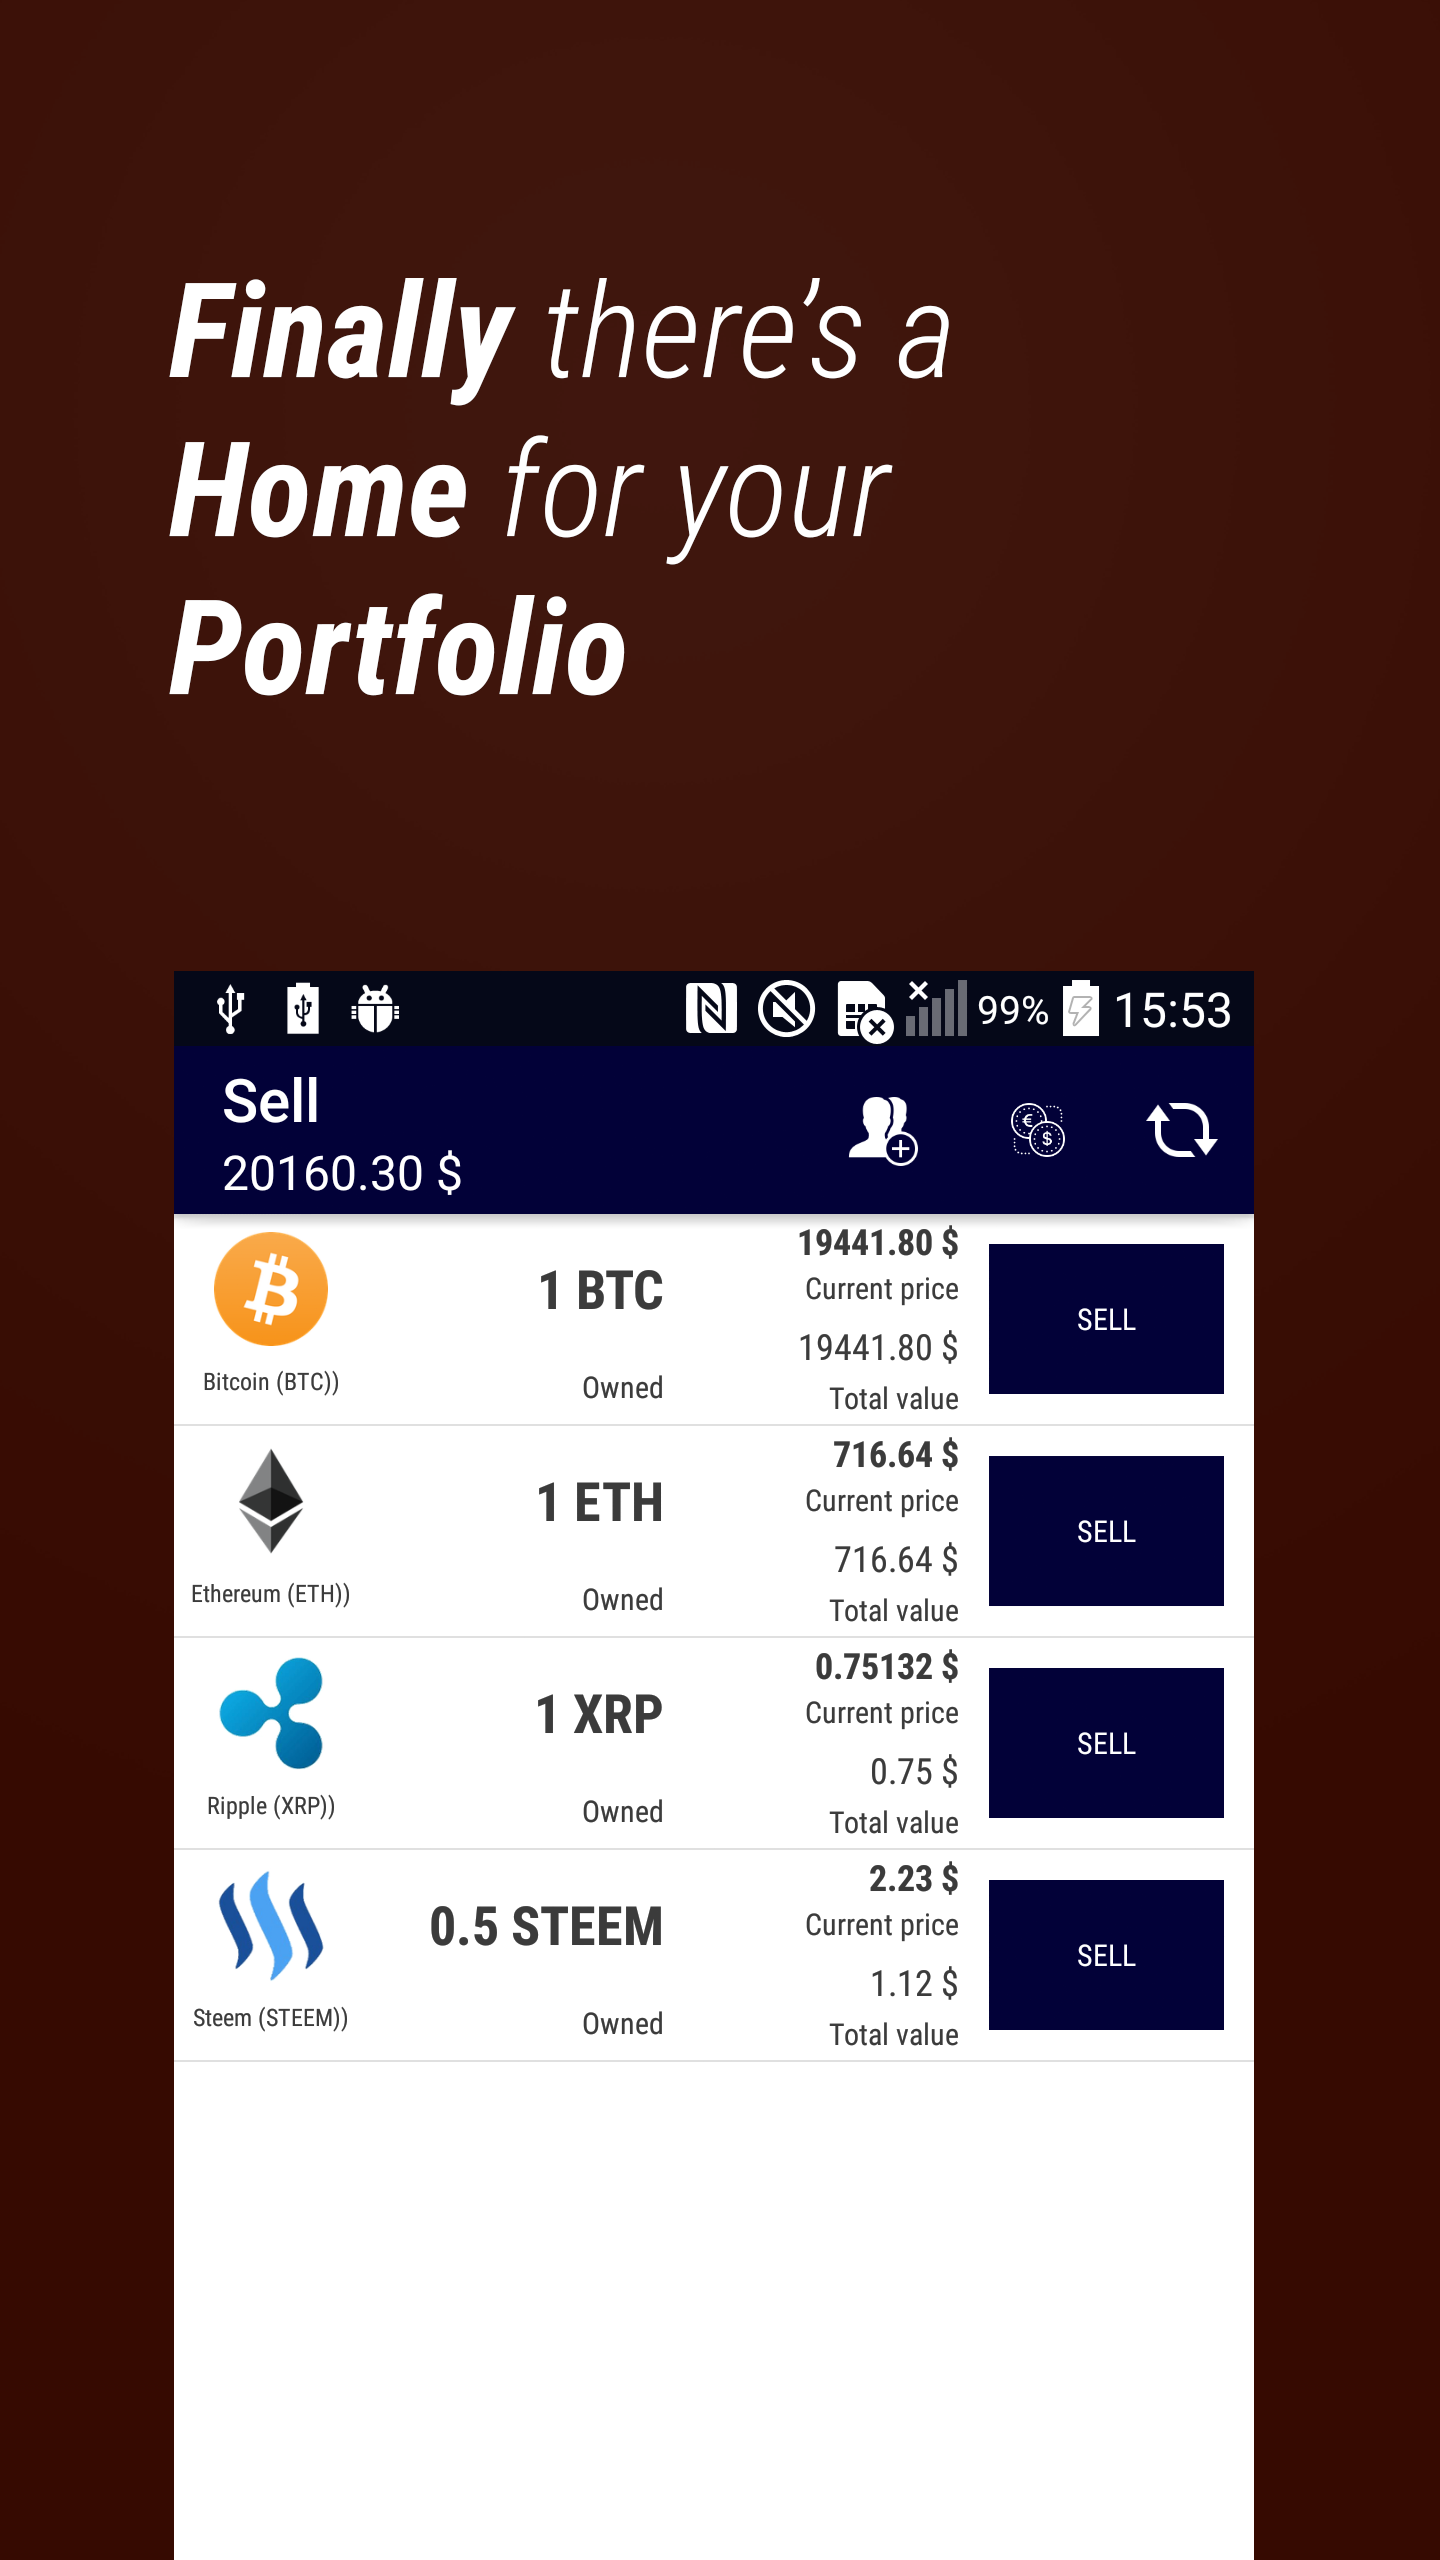 Finally there’s a
Home for your
Portfolio
99% 15:53
Sell
20160.30 $
Bitcoin (BTC))
1 BTC
Owned
19441.80 $
Current price
19441.80 $
Total value
SELL
Ethereum (ETH))
1 ETH
Owned
716.64 $
Current price
716.64 $
Total value
SELL
Ripple (XRP))
1 XRP
Owned
0.75132 $
Current price
0.75 $
Total value
SELL
Steem (STEEM))
0.5 STEEM
Owned
2.23 $
Current price
1.12 $
Total value
SELL